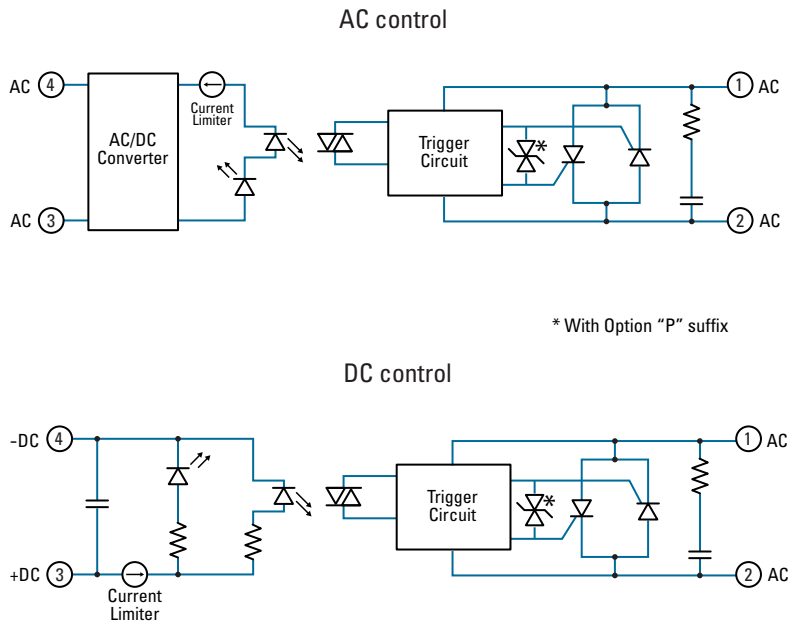 AC control
AC 4
1 AC
Current
Limiter
AC/DC
Converter
Trigger
Circuit
*
AC 3
2 AC
* With Option “P” suffix
DC control
-DC 4
1 AC
Trigger
Circuit
*
+DC 3
2 AC
Current
Limiter